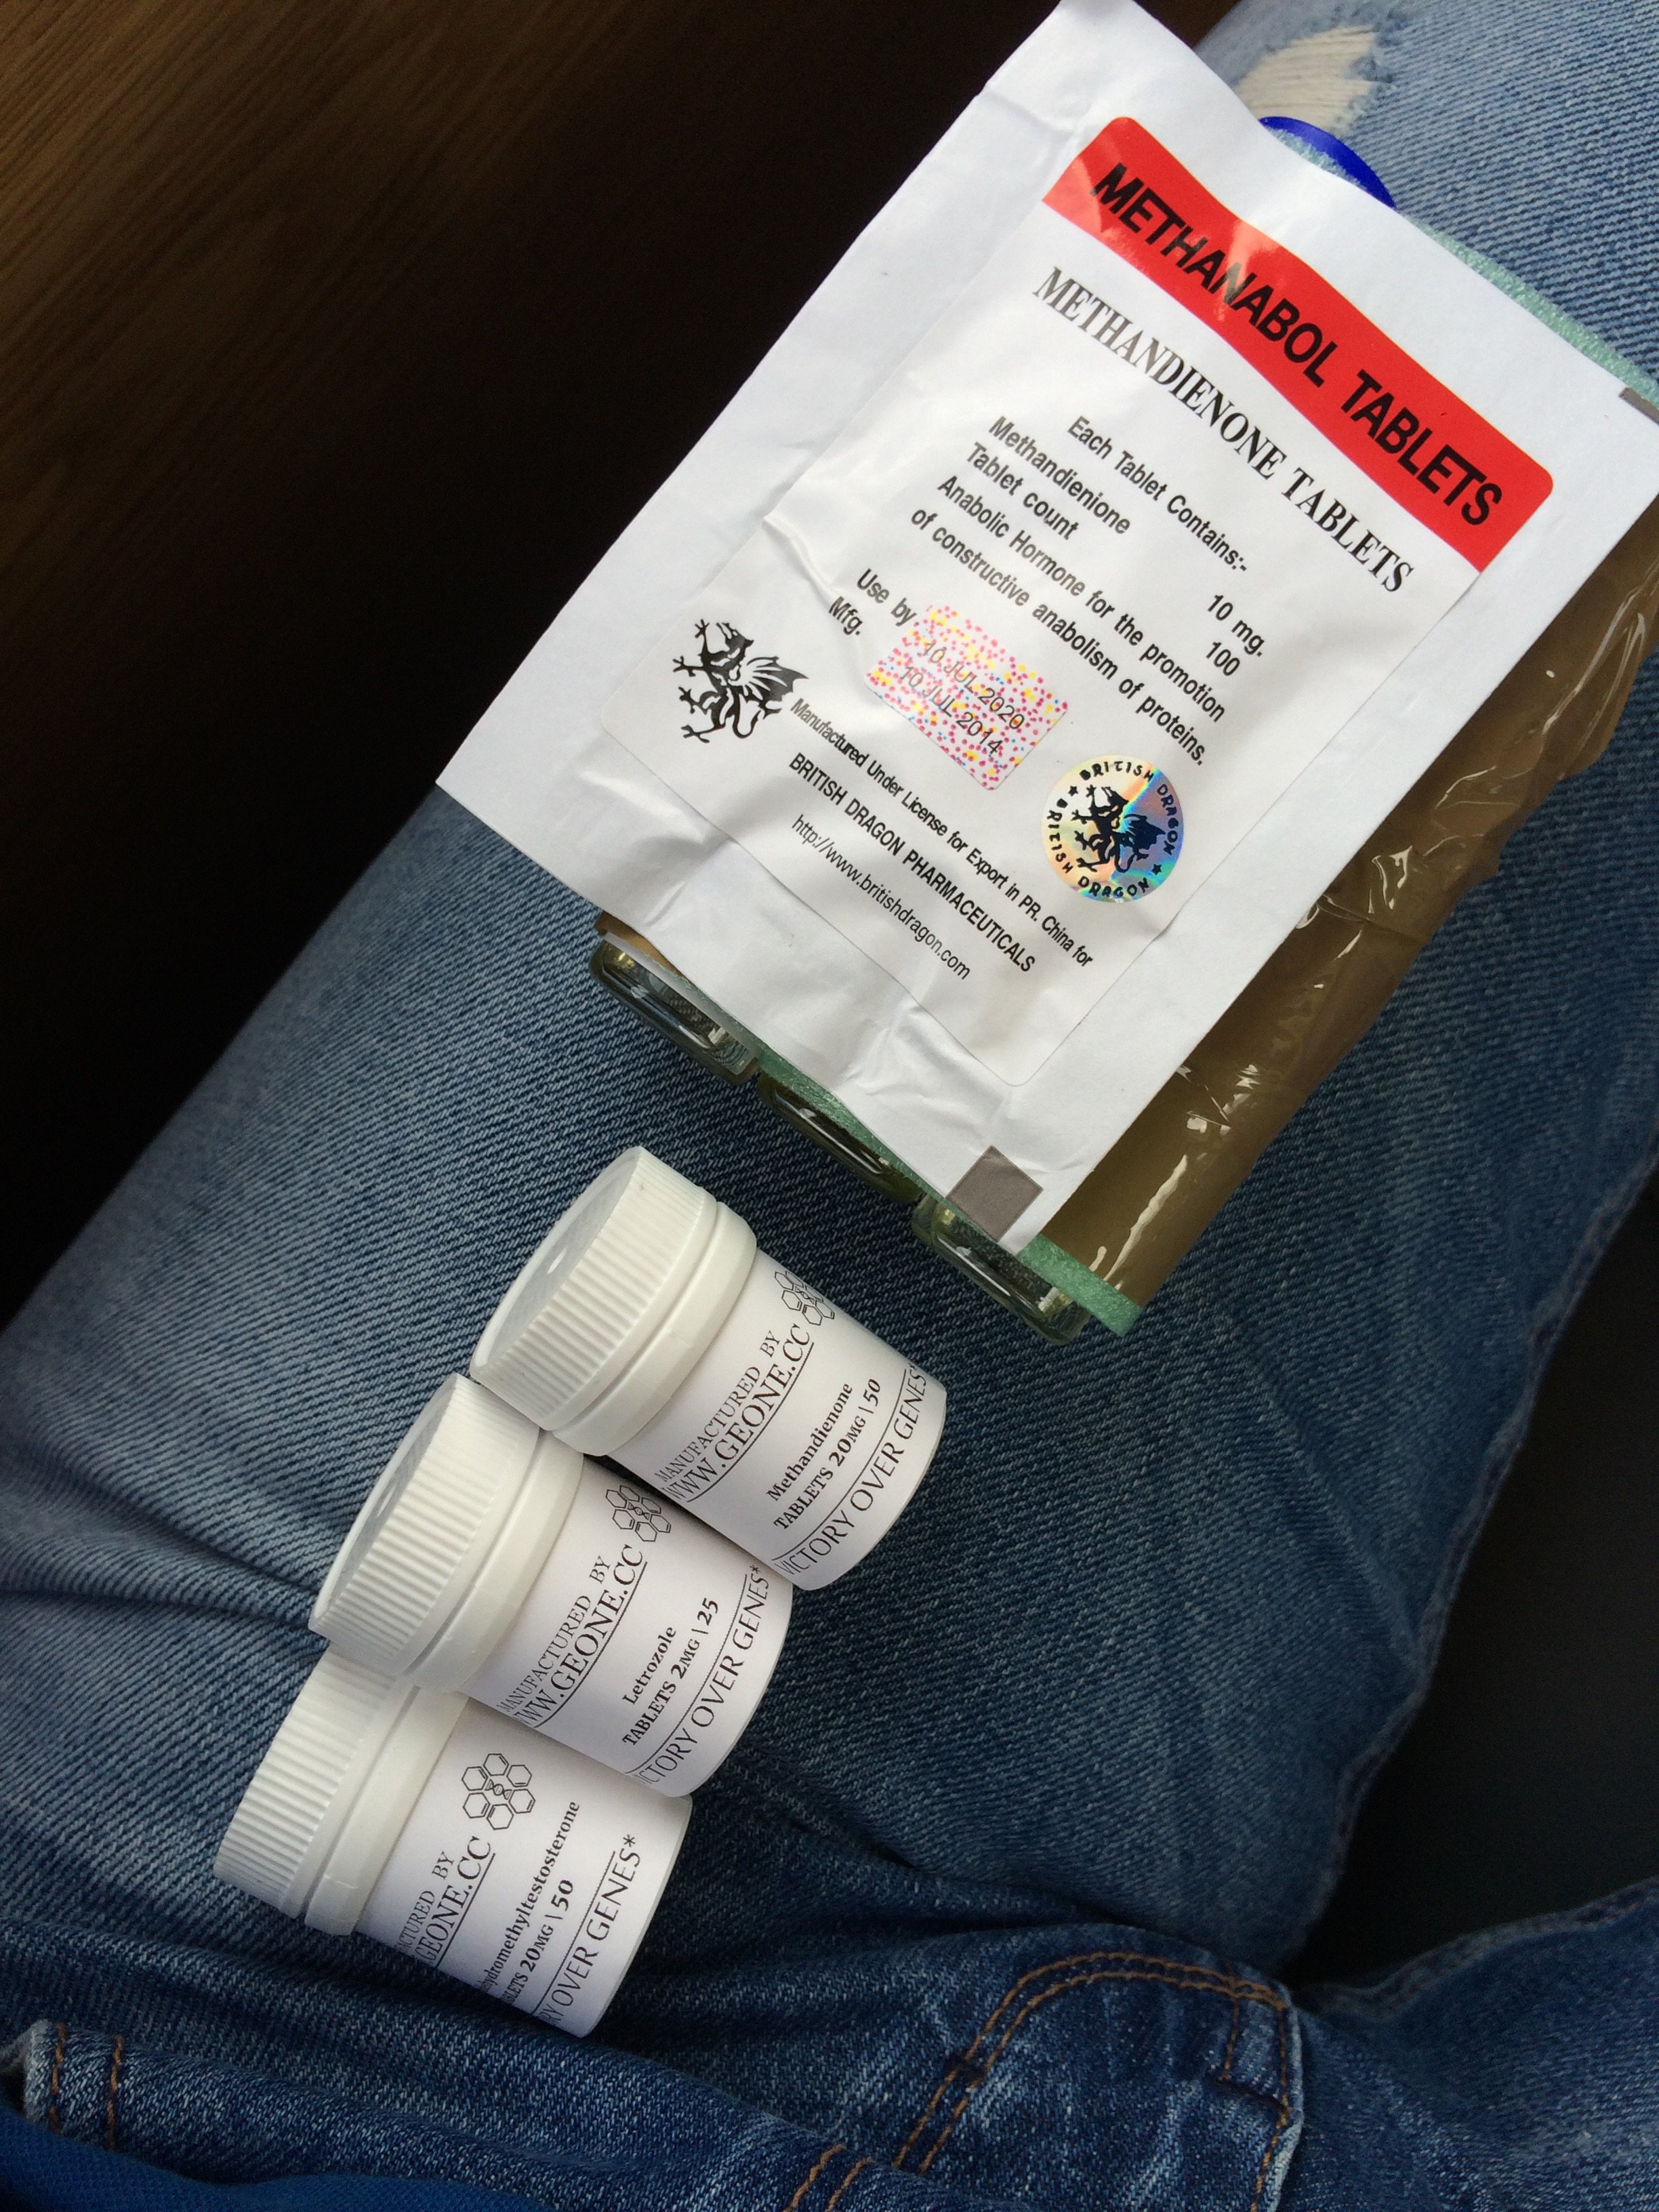 METHANABOL TABLETS
METHANDIENONE TABLETS
Each Tablet Contains:-
Methandienione 10 mg.
Tablet count 100
Anabolic Hormone for the promotion
of constructive anabolism of proteins.
Use by 10 JUL 2020
Mfg. 10 JUL 2014
BRITISH DRAGON ★ BRITISH DRAGON ★
Manufactured Under License for Export in PR. China for
BRITISH DRAGON PHARMACEUTICALS
http://www.britishdragon.com
MANUFACTURED BY
WWW.GEONE.CC
Methandienone
TABLETS 20MG \ 50
VICTORY OVER GENES*
MANUFACTURED BY
WWW.GEONE.CC
Letrozole
TABLETS 2MG \ 25
VICTORY OVER GENES*
BY
GEONE.CC
20MG \ 50
OVER GENES*